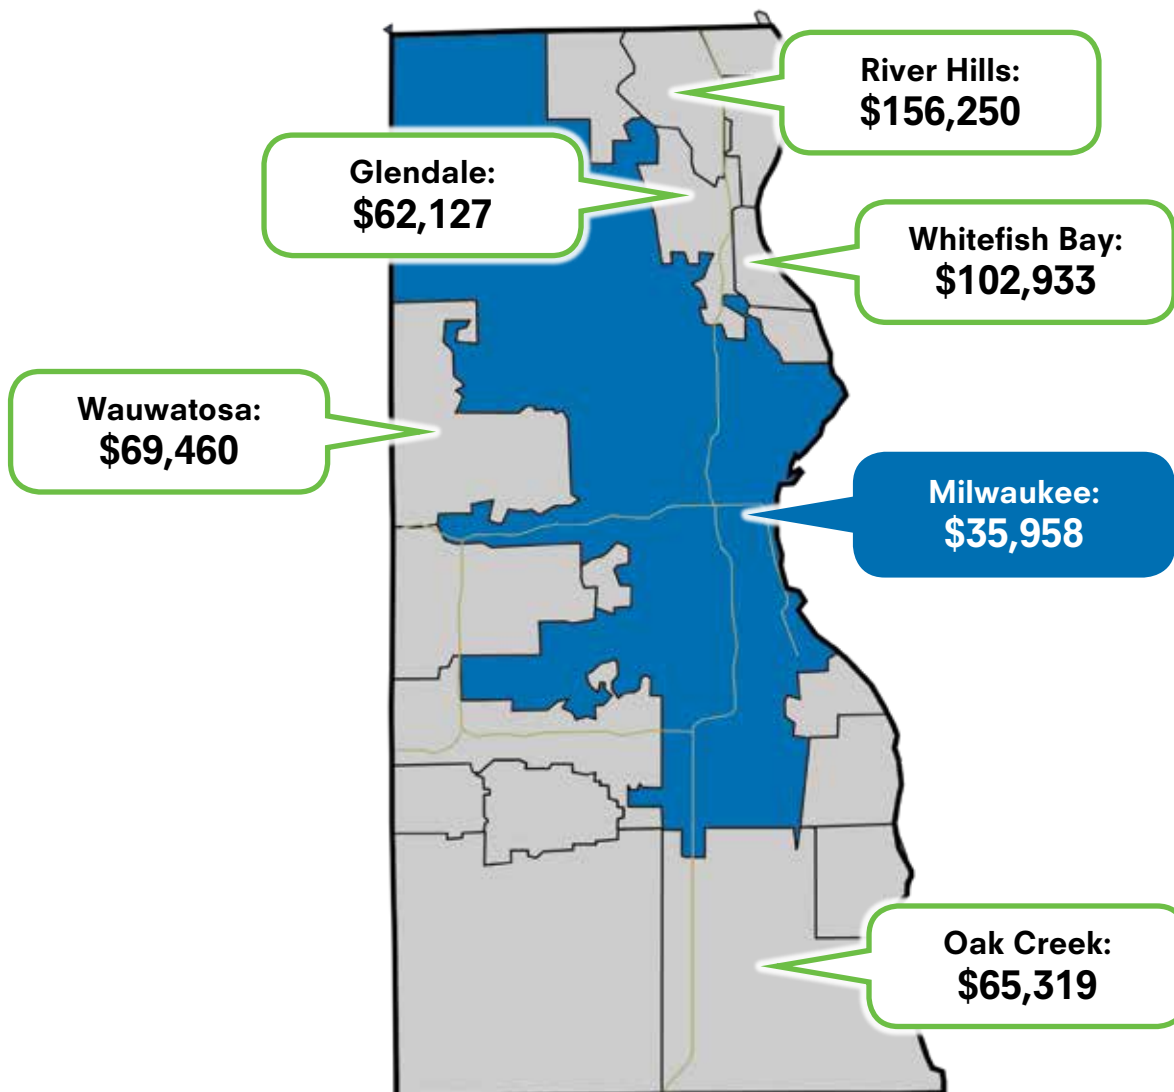 River Hills:
$156,250
Glendale:
$62,127
Whitefish Bay:
$102,933
Wauwatosa:
$69,460
Milwaukee:
$35,958
Oak Creek:
$65,319